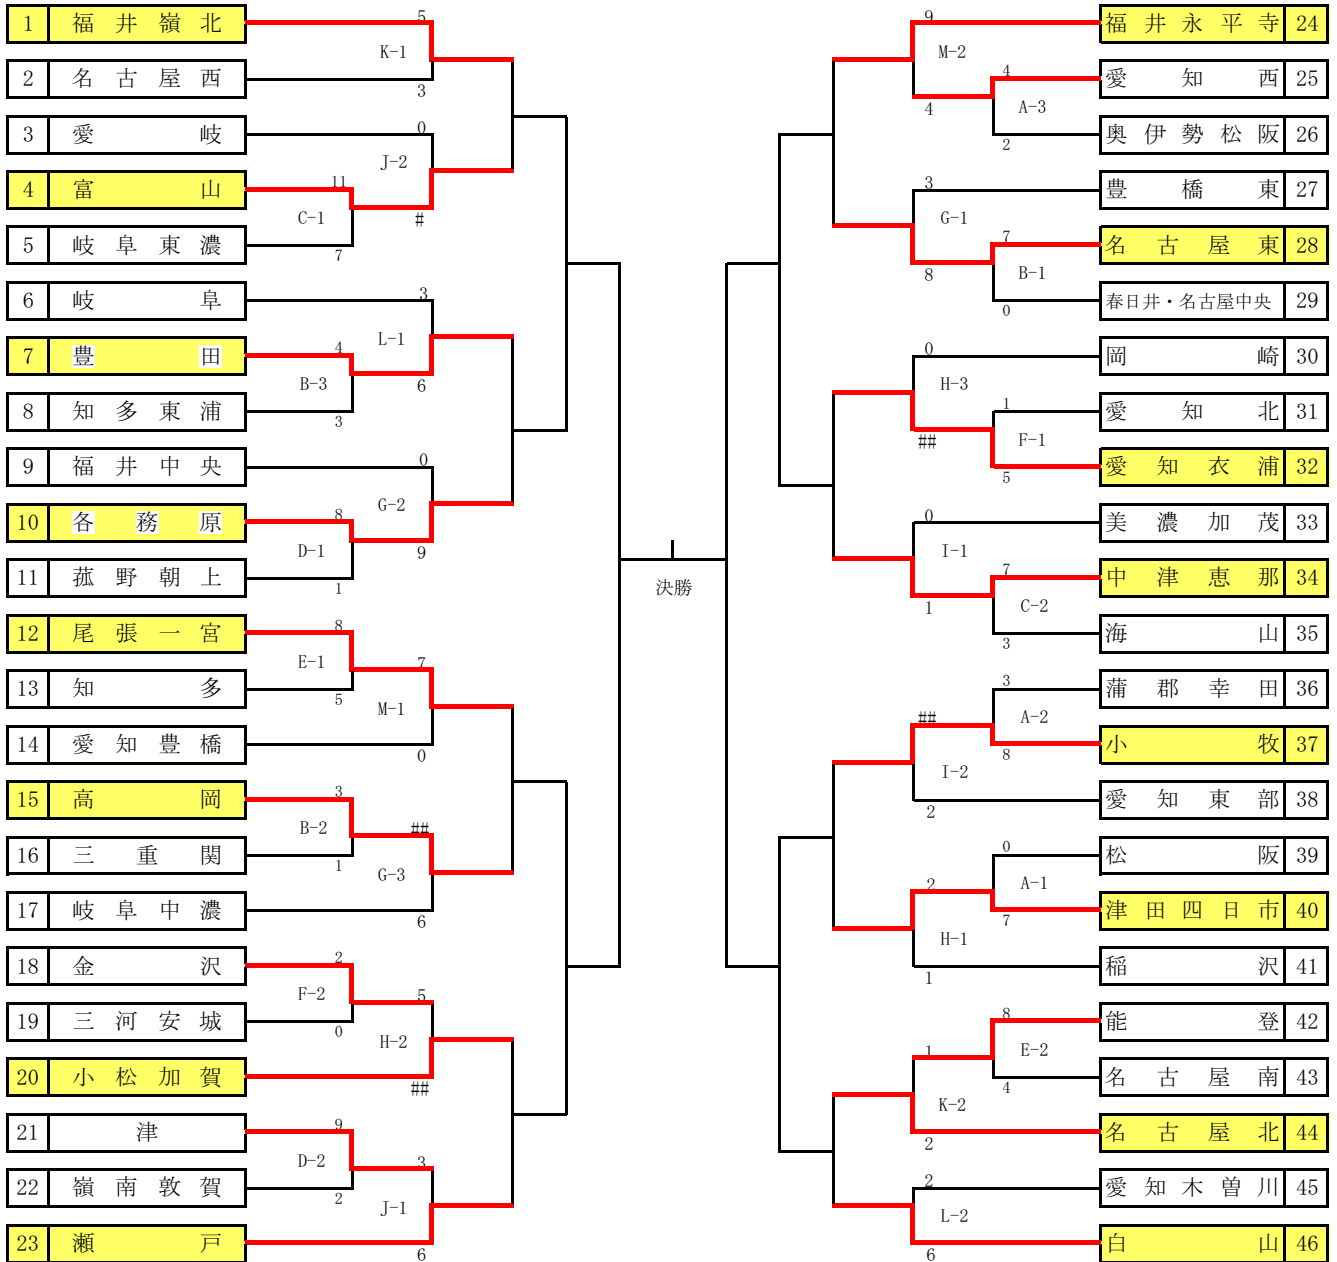 1 福井嶺北
5
K-1
2 名古屋西
3
3 愛岐
0
J-2
4 富山
11
C-1
#
5 岐阜東濃
7
6 岐阜
3
L-1
7 豊田
4
B-3
6
8 知多東浦
3
9 福井中央
0
G-2
10 各務原
8
D-1
9
11 菰野朝上
1
12 尾張一宮
8
E-1
7
13 知多
5
M-1
14 愛知豊橋
0
15 高岡
3
B-2
##
16 三重関
1
G-3
17 岐阜中濃
6
18 金沢
2
F-2
5
19 三河安城
0
H-2
20 小松加賀
##
21 津
9
D-2
3
22 嶺南敦賀
2
J-1
23 瀬戸
6
決勝
9
福井永平寺 24
M-2
4
愛知西 25
4
A-3
奥伊勢松阪 26
2
3
豊橋東 27
G-1
7
名古屋東 28
8
B-1
春日井・名古屋中央 29
0
0
岡崎 30
H-3
1
愛知北 31
##
F-1
愛知衣浦 32
5
0
美濃加茂 33
I-1
7
中津恵那 34
1
C-2
海山 35
3
3
蒲郡幸田 36
##
A-2
小牧 37
8
I-2
愛知東部 38
2
0
松阪 39
2
A-1
津田四日市 40
7
H-1
稲沢 41
1
8
能登 42
1
E-2
名古屋南 43
4
K-2
名古屋北 44
2
2
愛知木曽川 45
L-2
白山 46
6